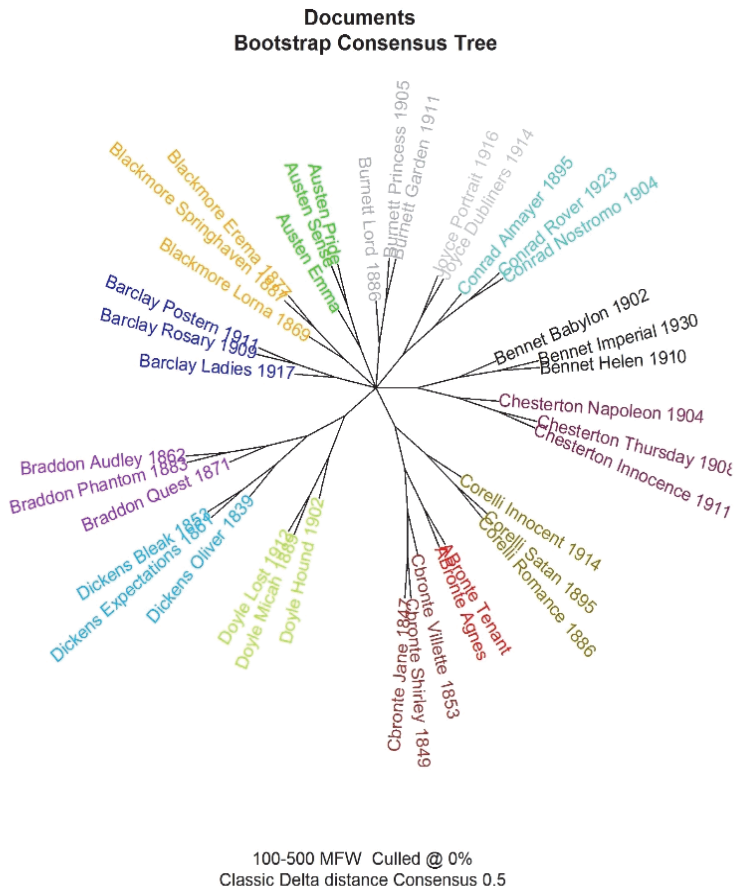 Documents
Bootstrap Consensus Tree
Burnett Lord 1886
Burnett Princess 1905
Burnett Garden 1911
Joyce Portrait 1916
Joyce Dubliners 1914
Conrad Almayer 1895
Conrad Rover 1923
Conrad Nostromo 1904
Bennet Babylon 1902
Bennet Imperial 1930
Bennet Helen 1910
Chesterton Napoleon 1904
Chesterton Thursday 1908
Chesterton Innocence 1911
Corelli Innocent 1914
Corelli Satan 1895
Corelli Romance 1886
ABronte Tenant
ABronte Agnes
Cbronte Villette 1853
Cbronte Shirley 1849
Cbronte Jane 1847
Doyle Hound 1902
Doyle Micah 1889
Doyle Lost 1912
Dickens Oliver 1839
Dickens Expectations 1861
Dickens Bleak 1853
Braddon Quest 1871
Braddon Phantom 1883
Braddon Audley 1862
Barclay Ladies 1917
Barclay Rosary 1909
Barclay Postern 1911
Blackmore Lorna 1869
Blackmore Springhaven 1887
Blackmore Erema 1877
Austen Emma
Austen Sense
Austen Pride
100-500 MFW Culled @ 0%
Classic Delta distance Consensus 0.5